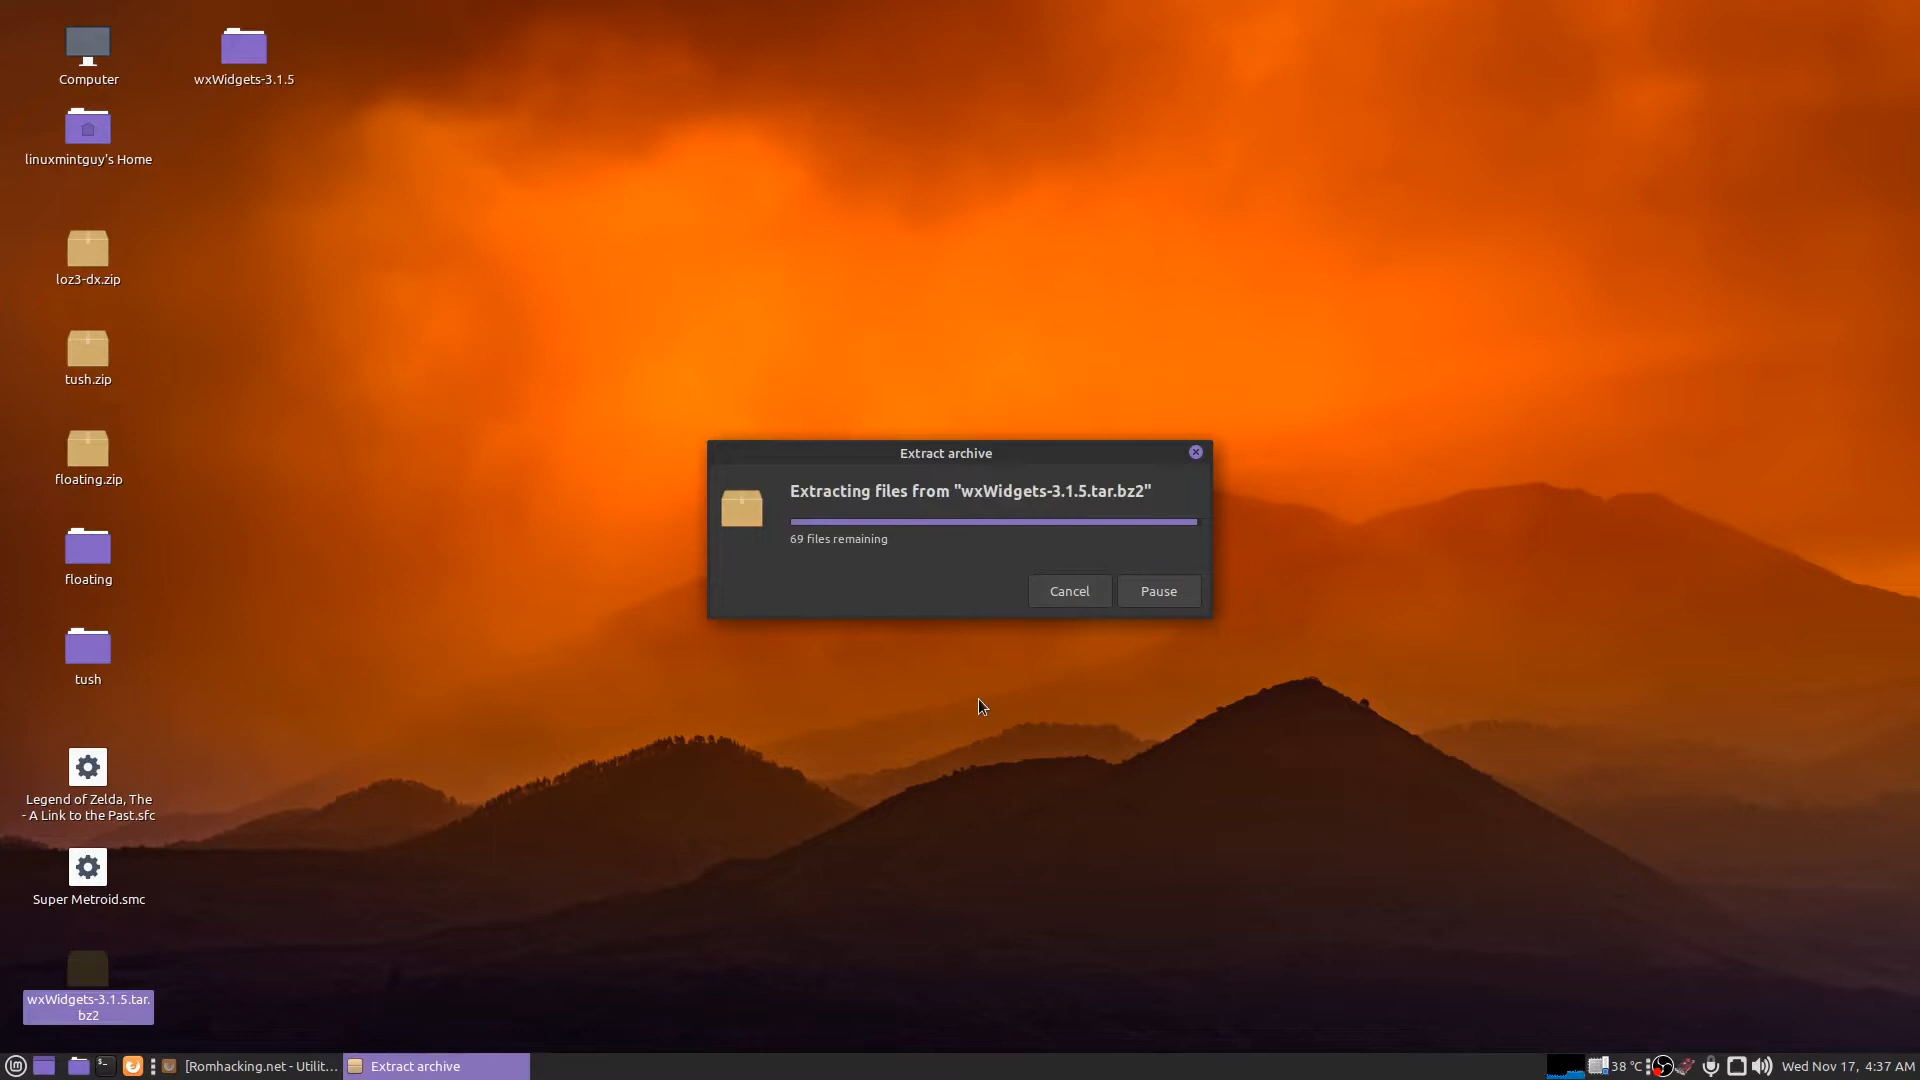 Computer
wxWidgets-3.1.5
linuxmintguy's Home
loz3-dx.zip
tush.zip
floating.zip
floating
tush
Legend of Zelda, The
- A Link to the Past.sfc
Super Metroid.smc
wxWidgets-3.1.5.tar.
bz2
Extract archive
Extracting files from "wxWidgets-3.1.5.tar.bz2"
69 files remaining
Cancel
Pause
[Romhacking.net - Utilit...
Extract archive
38 °C
Wed Nov 17, 4:37 AM